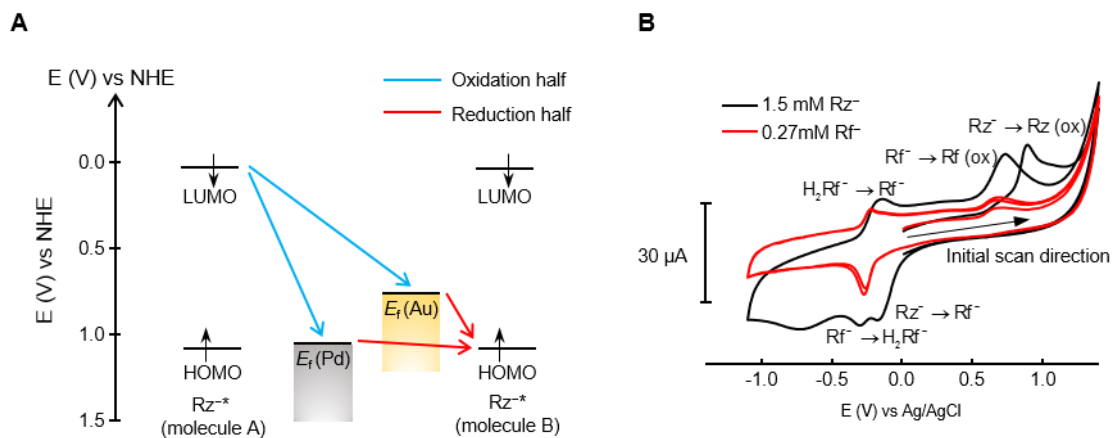 A
E (V) vs NHE
Oxidation half
Reduction half
E (V) vs NHE
0.0
0.5
1.0
1.5
LUMO
LUMO
Ef (Au)
Ef (Pd)
HOMO
HOMO
Rz⁻*
(molecule A)
Rz⁻*
(molecule B)
B
1.5 mM Rz⁻
0.27mM Rf⁻
Rz⁻ → Rz (ox)
Rf⁻ → Rf (ox)
H₂Rf⁻ → Rf⁻
30 µA
Initial scan direction
Rz⁻ → Rf⁻
Rf⁻ → H₂Rf⁻
-1.0 -0.5 0.0 0.5 1.0
E (V) vs Ag/AgCl